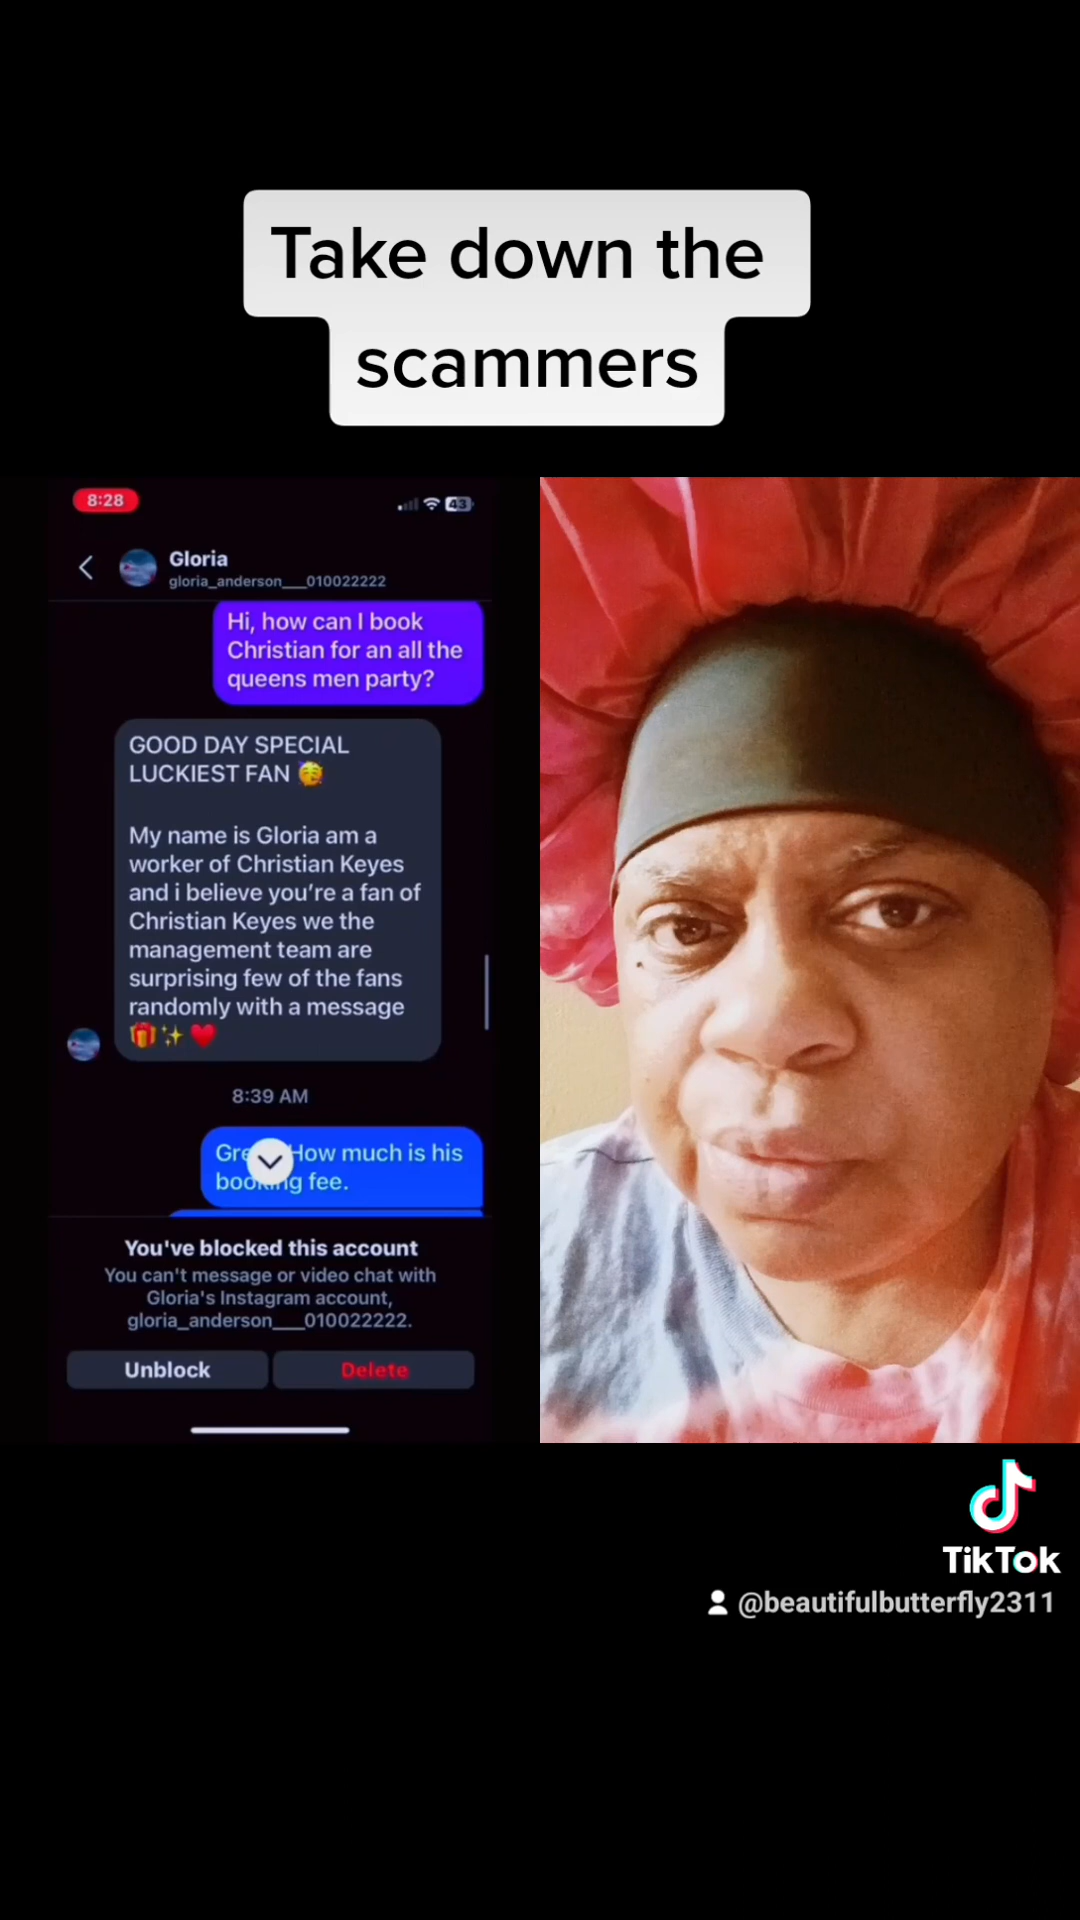 Take down the
scammers
8:28
43
Gloria
gloria_anderson___010022222
Hi, how can I book
Christian for an all the
queens men party?
GOOD DAY SPECIAL
LUCKIEST FAN 🥳
My name is Gloria am a
worker of Christian Keyes
and i believe you're a fan of
Christian Keyes we the
management team are
surprising few of the fans
randomly with a message
🎁✨♥️
8:39 AM
How much is his
booking fee.
You've blocked this account
You can't message or video chat with
Gloria's Instagram account,
gloria_anderson___010022222.
Unblock
Delete
TikTok
@beautifulbutterfly2311